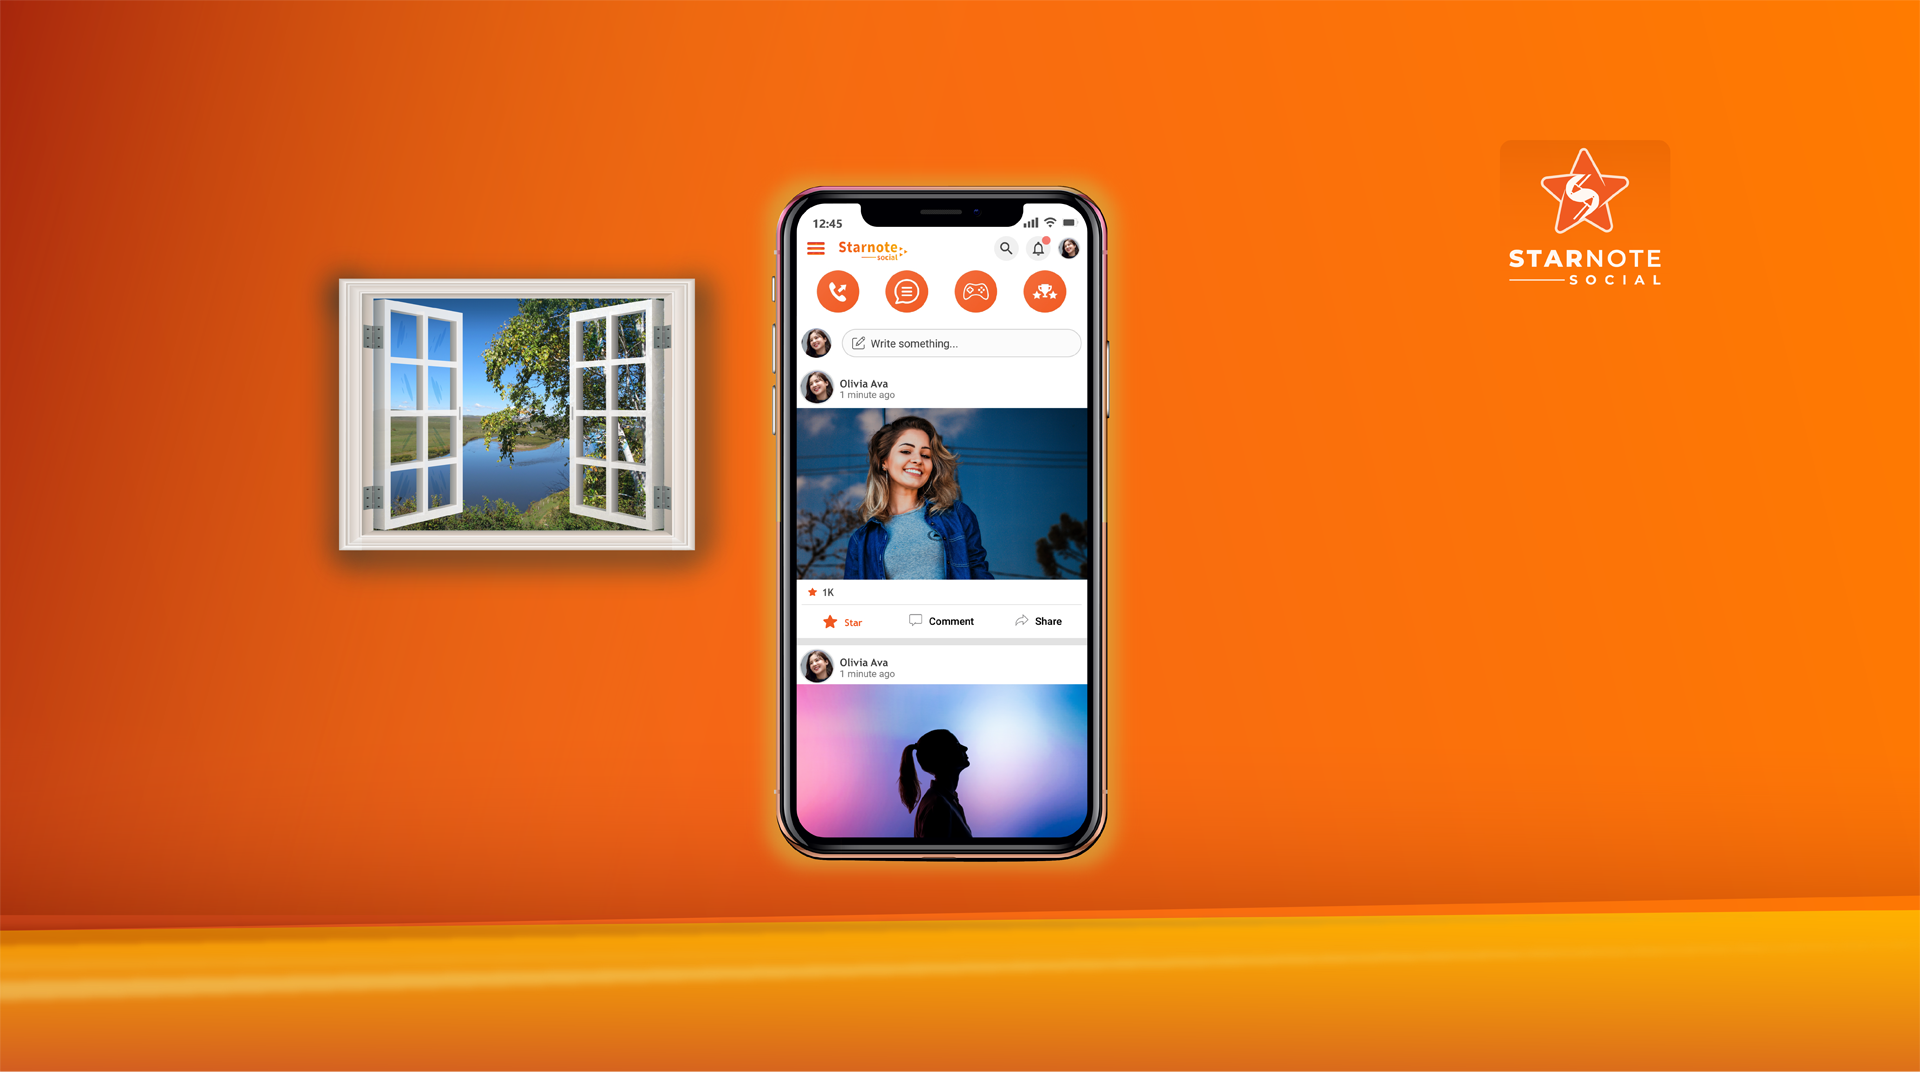 12:45
Starnote
social
Write something...
Olivia Ava
1 minute ago
1K
Star
Comment
Share
Olivia Ava
1 minute ago
STARNOTE
SOCIAL